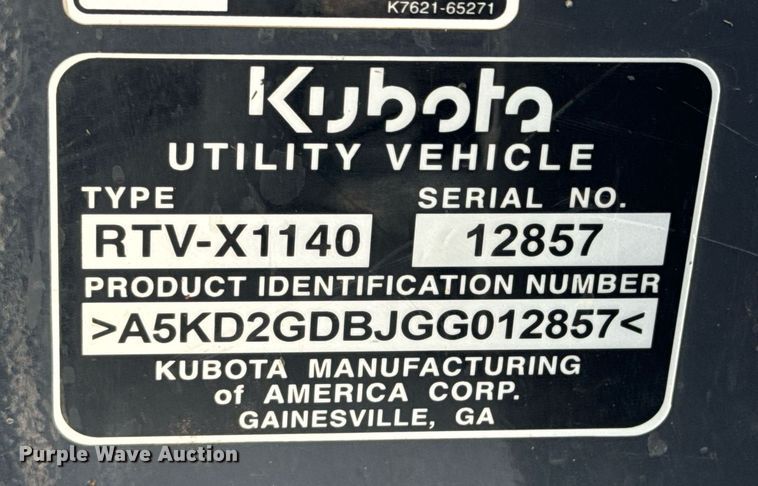 K7621-65271
Kubota
UTILITY VEHICLE
TYPE SERIAL NO.
RTV-X1140 12857
PRODUCT IDENTIFICATION NUMBER
>A5KD2GDBJGG012857<
KUBOTA MANUFACTURING
of AMERICA CORP.
GAINESVILLE, GA
Purple Wave Auction